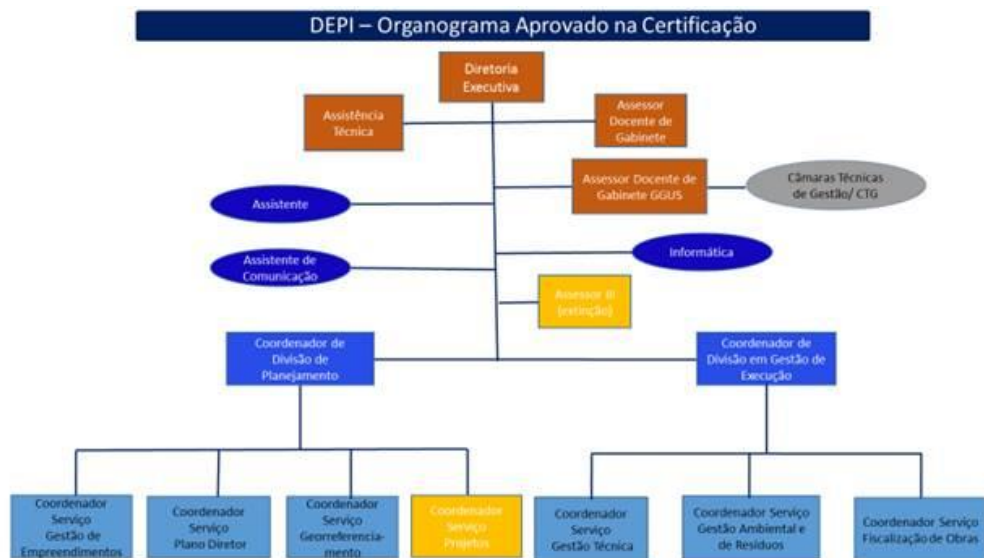 DEPI – Organograma Aprovado na Certificação
Diretoria
Executiva
Assistência
Técnica
Assessor
Docente de
Gabinete
Assessor Docente de
Gabinete GGUS
Câmaras Técnicas
de Gestão/ CTG
Assistente
Assistente de
Comunicação
Informática
Assessor III
(extinção)
Coordenador de
Divisão de
Planejamento
Coordenador de
Divisão em Gestão de
Execução
Coordenador
Serviço
Gestão de
Empreendimentos
Coordenador
Serviço
Plano Diretor
Coordenador
Serviço
Georreferencia-
mento
Coordenador
Serviço
Projetos
Coordenador
Serviço
Gestão Técnica
Coordenador Serviço
Gestão Ambiental e
de Resíduos
Coordenador Serviço
Fiscalização de Obras